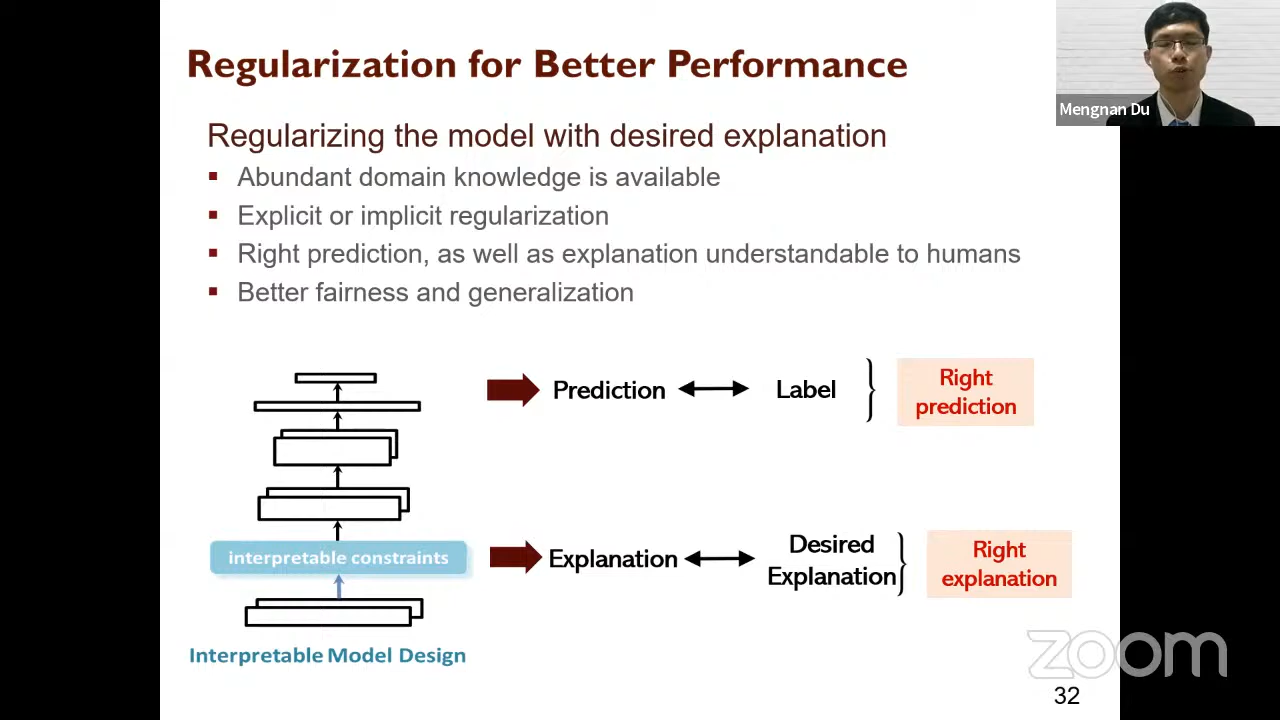 Regularization for Better Performance
Mengnan Du
Regularizing the model with desired explanation
▪ Abundant domain knowledge is available
▪ Explicit or implicit regularization
▪ Right prediction, as well as explanation understandable to humans
▪ Better fairness and generalization
Prediction
Label
Right
prediction
interpretable constraints
Explanation
Desired
Explanation
Right
explanation
Interpretable Model Design
zoom
32